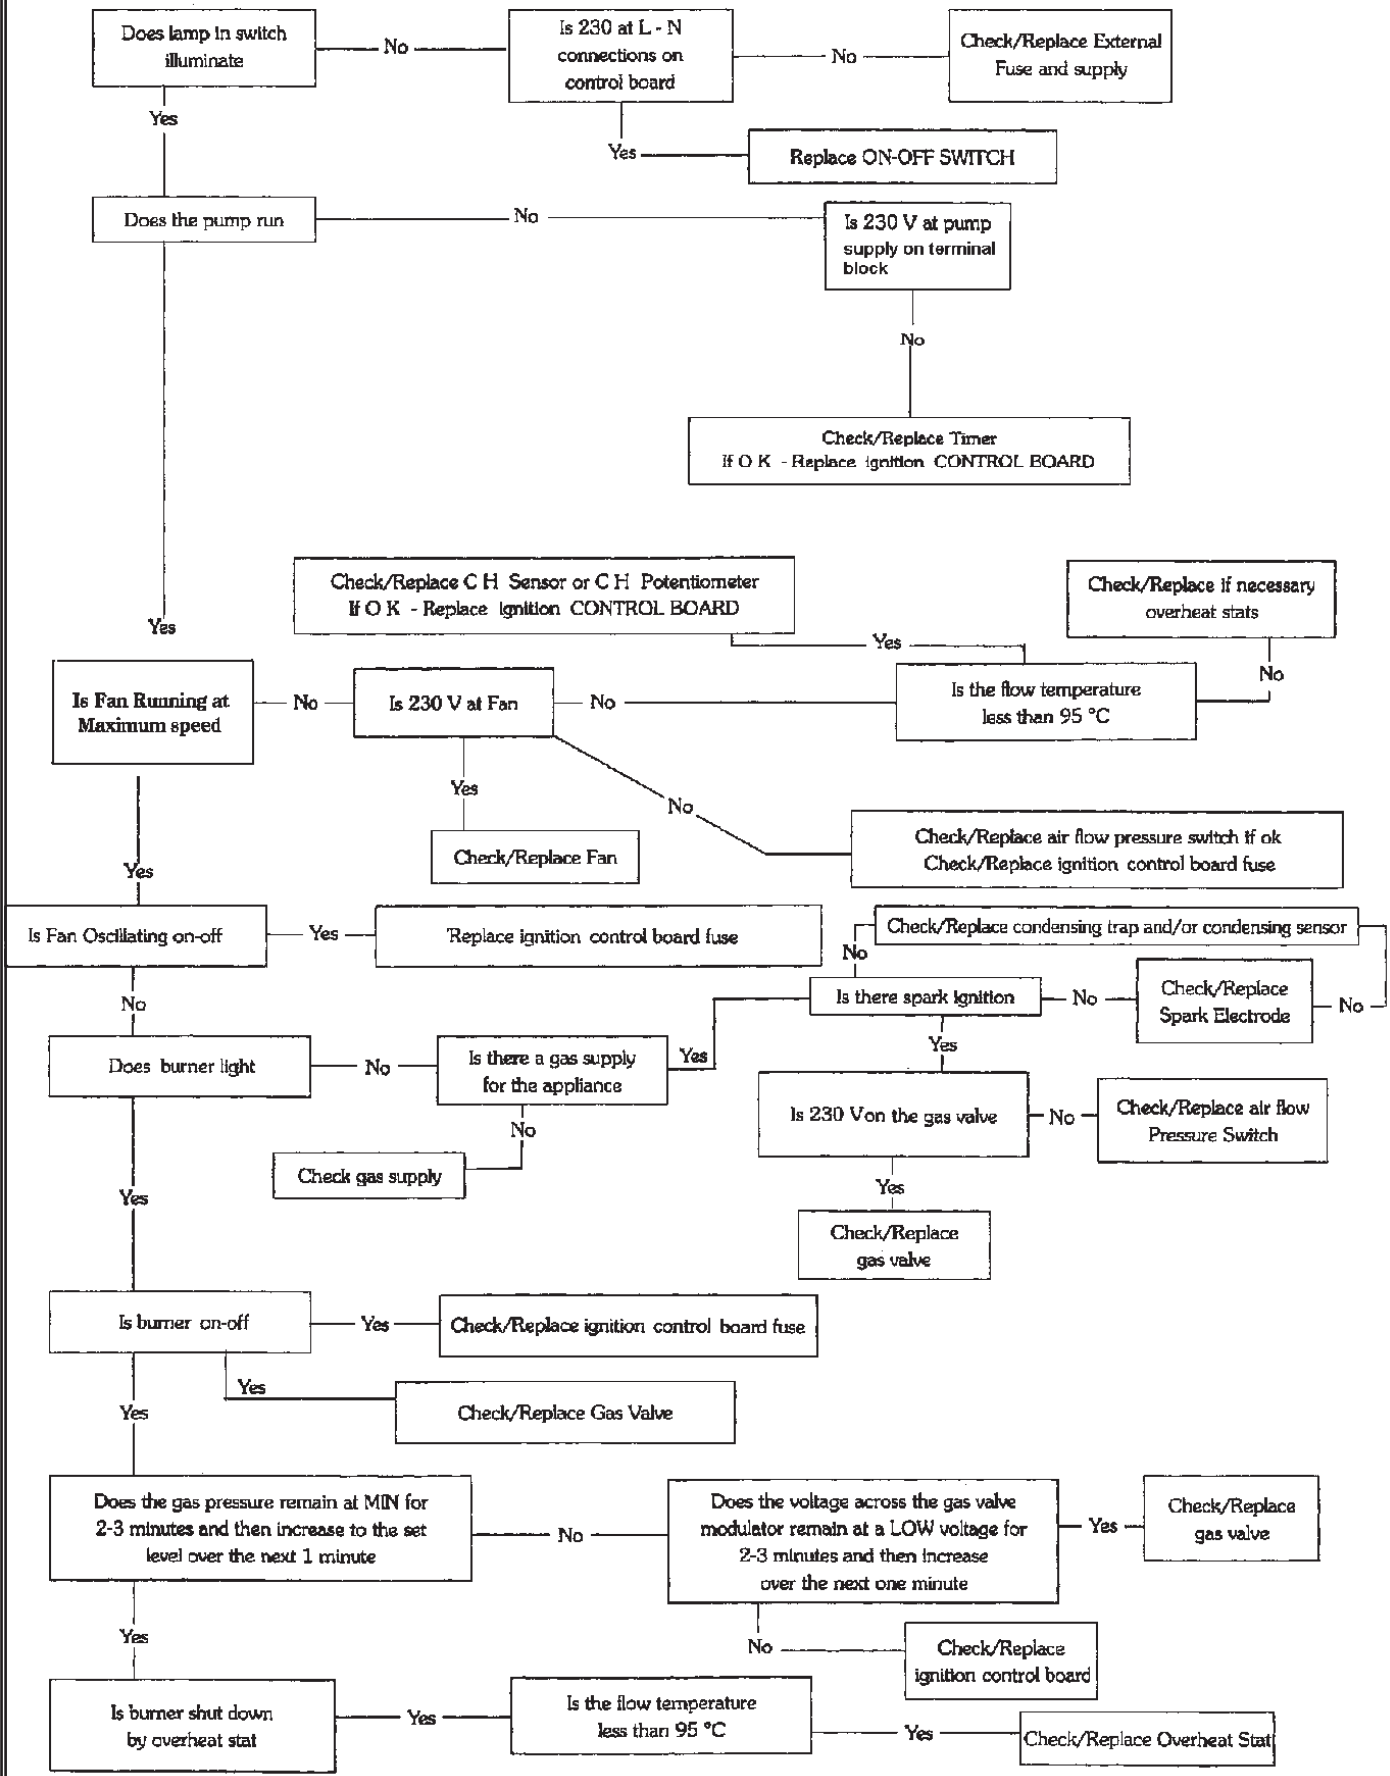 Does lamp in switch
illuminate
No
Is 230 at L - N
connections on
control board
No
Check/Replace External
Fuse and supply
Yes
Yes
Replace ON-OFF SWITCH
Does the pump run
No
Is 230 V at pump
supply on terminal
block
No
Check/Replace Timer
If O K - Replace ignition CONTROL BOARD
Yes
Check/Replace C H Sensor or C H Potentiometer
If O K - Replace ignition CONTROL BOARD
Check/Replace if necessary
overheat stats
Yes
No
Is Fan Running at
Maximum speed
No
Is 230 V at Fan
No
Is the flow temperature
less than 95 °C
Yes
No
Check/Replace Fan
Check/Replace air flow pressure switch if ok
Check/Replace ignition control board fuse
Yes
Is Fan Oscillating on-off
Yes
Replace ignition control board fuse
Check/Replace condensing trap and/or condensing sensor
No
No
Is there spark ignition
No
Check/Replace
Spark Electrode
No
Does burner light
No
Is there a gas supply
for the appliance
Yes
Yes
No
Is 230 Von the gas valve
No
Check/Replace air flow
Pressure Switch
Check gas supply
Yes
Yes
Check/Replace
gas valve
Is burner on-off
Yes
Check/Replace ignition control board fuse
Yes
Yes
Check/Replace Gas Valve
Does the gas pressure remain at MIN for
2-3 minutes and then increase to the set
level over the next 1 minute
No
Does the voltage across the gas valve
modulator remain at a LOW voltage for
2-3 minutes and then increase
over the next one minute
Yes
Check/Replace
gas valve
Yes
No
Check/Replace
ignition control board
Is burner shut down
by overheat stat
Yes
Is the flow temperature
less than 95 °C
Yes
Check/Replace Overheat Stat